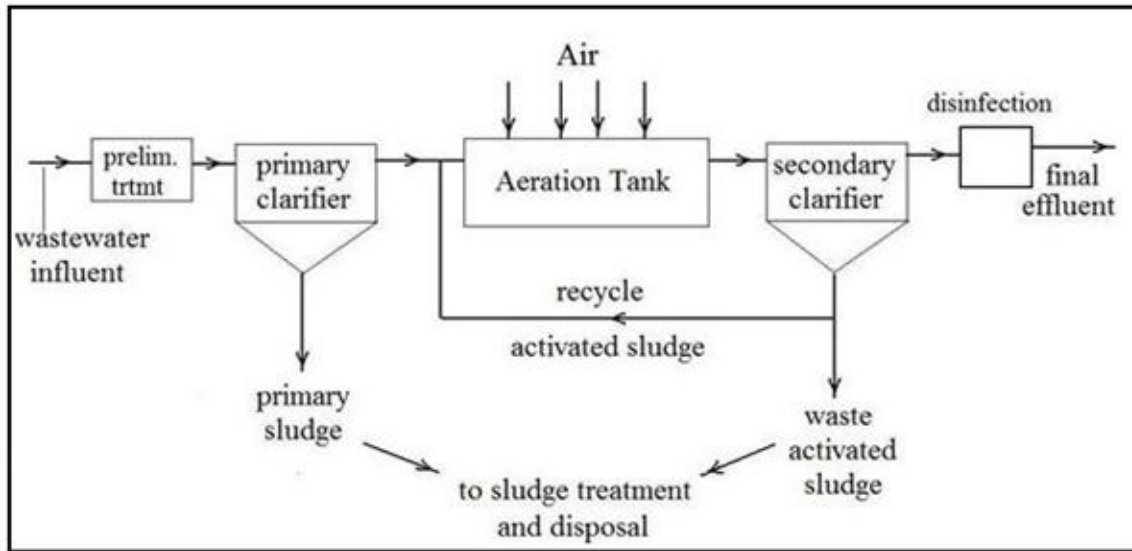 Air
disinfection
prelim.
trtmt
primary
clarifier
Aeration Tank
secondary
clarifier
final
effluent
wastewater
influent
recycle
activated sludge
primary
sludge
waste
activated
sludge
to sludge treatment
and disposal